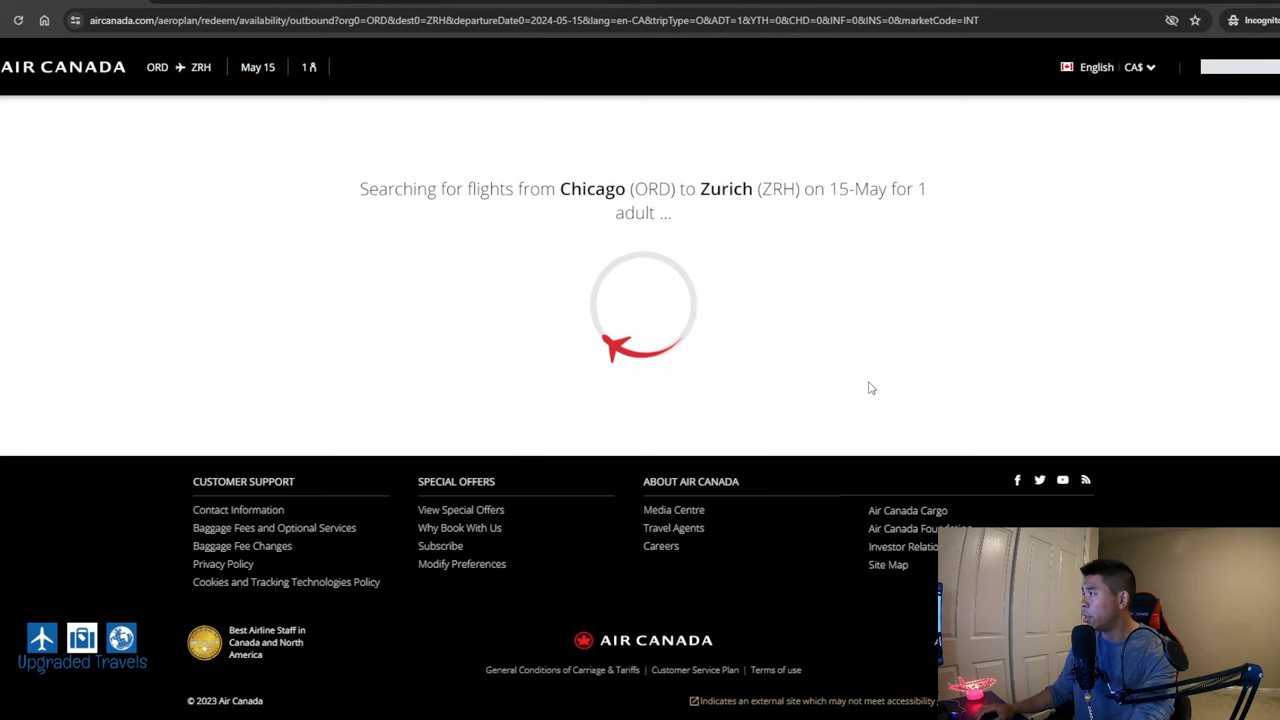 aircanada.com/aeroplan/redeem/availability/outbound?org0=ORD&dest0=ZRH&departureDate0=2024-05-15&lang=en-CA&tripType=O&ADT=1&YTH=0&CHD=0&INF=0&INS=0&marketCode=INT
Incognito
AIR CANADA
ORD ZRH
May 15
1
English
CA$
Searching for flights from Chicago (ORD) to Zurich (ZRH) on 15-May for 1
adult ...
CUSTOMER SUPPORT
Contact Information
Baggage Fees and Optional Services
Baggage Fee Changes
Privacy Policy
Cookies and Tracking Technologies Policy
SPECIAL OFFERS
View Special Offers
Why Book With Us
Subscribe
Modify Preferences
ABOUT AIR CANADA
Media Centre
Travel Agents
Careers
Air Canada Cargo
Air Canada Foundation
Investor Relatio
Site Map
Upgraded Travels
Best Airline Staff in
Canada and North
America
AIR CANADA
General Conditions of Carriage & Tariffs | Customer Service Plan | Terms of use
© 2023 Air Canada
Indicates an external site which may not meet accessibility